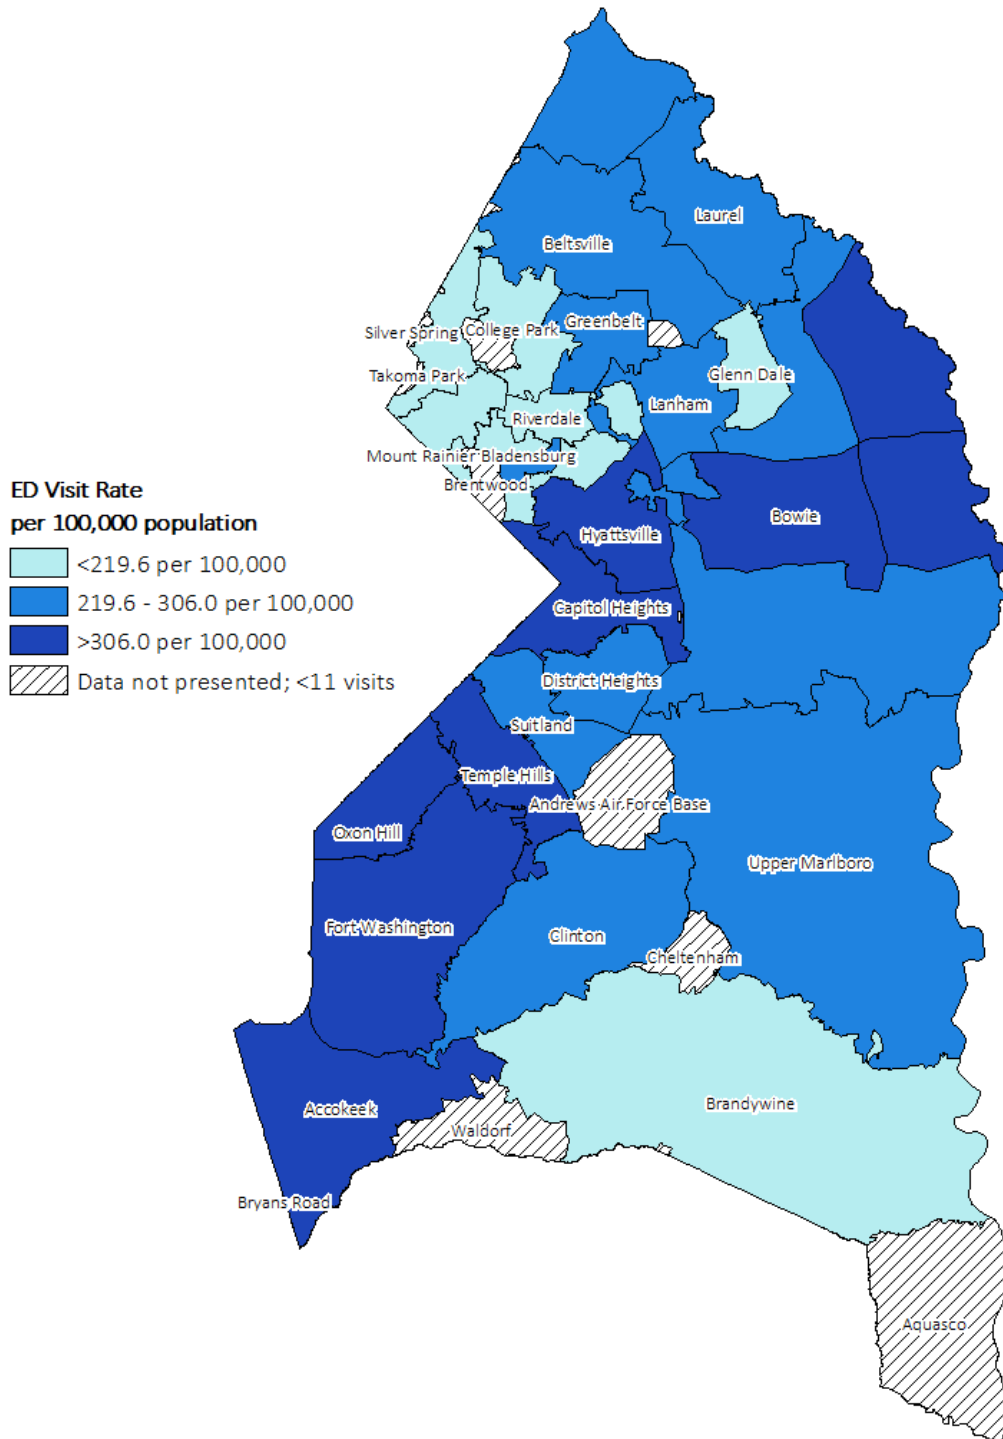 Laurel
Beltsville
Greenbelt
Silver Spring
College Park
Takoma Park
Glenn Dale
Lanham
Riverdale
Mount Rainier
Bladensburg
Brentwood
ED Visit Rate
per 100,000 population
<219.6 per 100,000
219.6 - 306.0 per 100,000
>306.0 per 100,000
Data not presented; <11 visits
Bowie
Hyattsville
Capitol Heights
District Heights
Suitland
Temple Hills
Andrews Air Force Base
Oxon Hill
Upper Marlboro
Fort Washington
Clinton
Cheltenham
Brandywine
Accokeek
Waldorf
Bryans Road
Aquasco